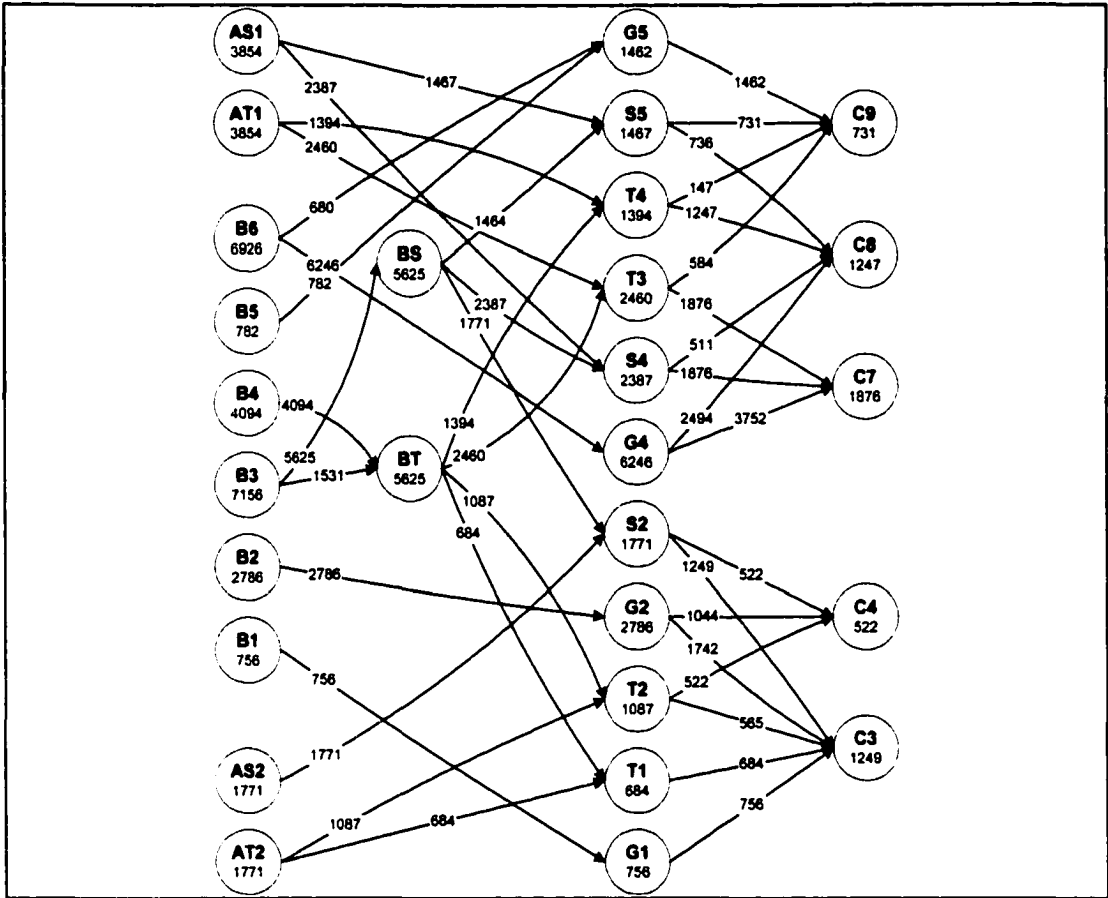 AS1
3854
AT1
3854
B6
6926
B5
782
B4
4094
B3
7156
B2
2786
B1
756
AS2
1771
AT2
1771
BS
5625
BT
5625
G5
1462
S5
1467
T4
1394
T3
2460
S4
2387
G4
6246
S2
1771
G2
2786
T2
1087
T1
684
G1
756
C9
731
C8
1247
C7
1876
C4
522
C3
1249
1467
2387
1394
2460
680
6246
782
4094
5625
1531
2786
756
1771
1087
684
1464
2387
1771
1394
2460
1087
684
1462
731
736
147
1247
584
1876
511
1876
2494
3752
522
1249
1044
1742
522
565
684
756